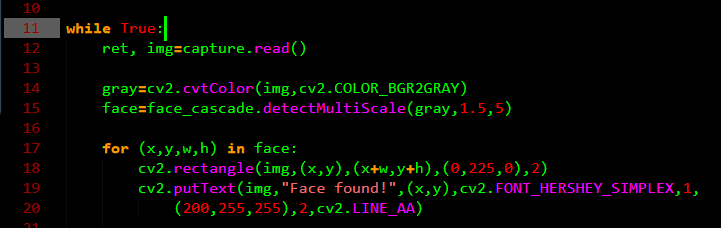 10
11 while True:
12 ret, img=capture.read()
13
14 gray=cv2.cvtColor(img,cv2.COLOR_BGR2GRAY)
15 face=face_cascade.detectMultiScale(gray,1.5,5)
16
17 for (x,y,w,h) in face:
18 cv2.rectangle(img,(x,y),(x+w,y+h),(0,225,0),2)
19 cv2.putText(img,"Face found!",(x,y),cv2.FONT_HERSHEY_SIMPLEX,1,
20 (200,255,255),2,cv2.LINE_AA)
21